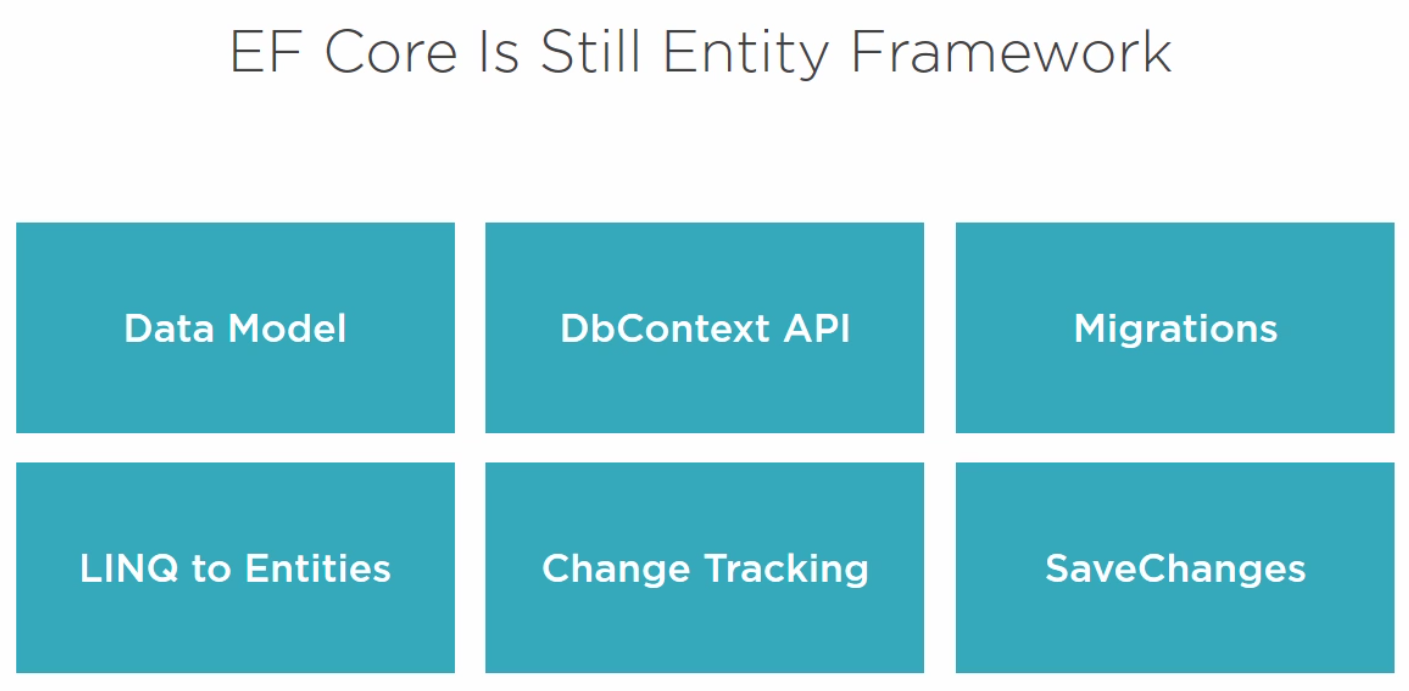 EF Core Is Still Entity Framework
Data Model
DbContext API
Migrations
LINQ to Entities
Change Tracking
SaveChanges